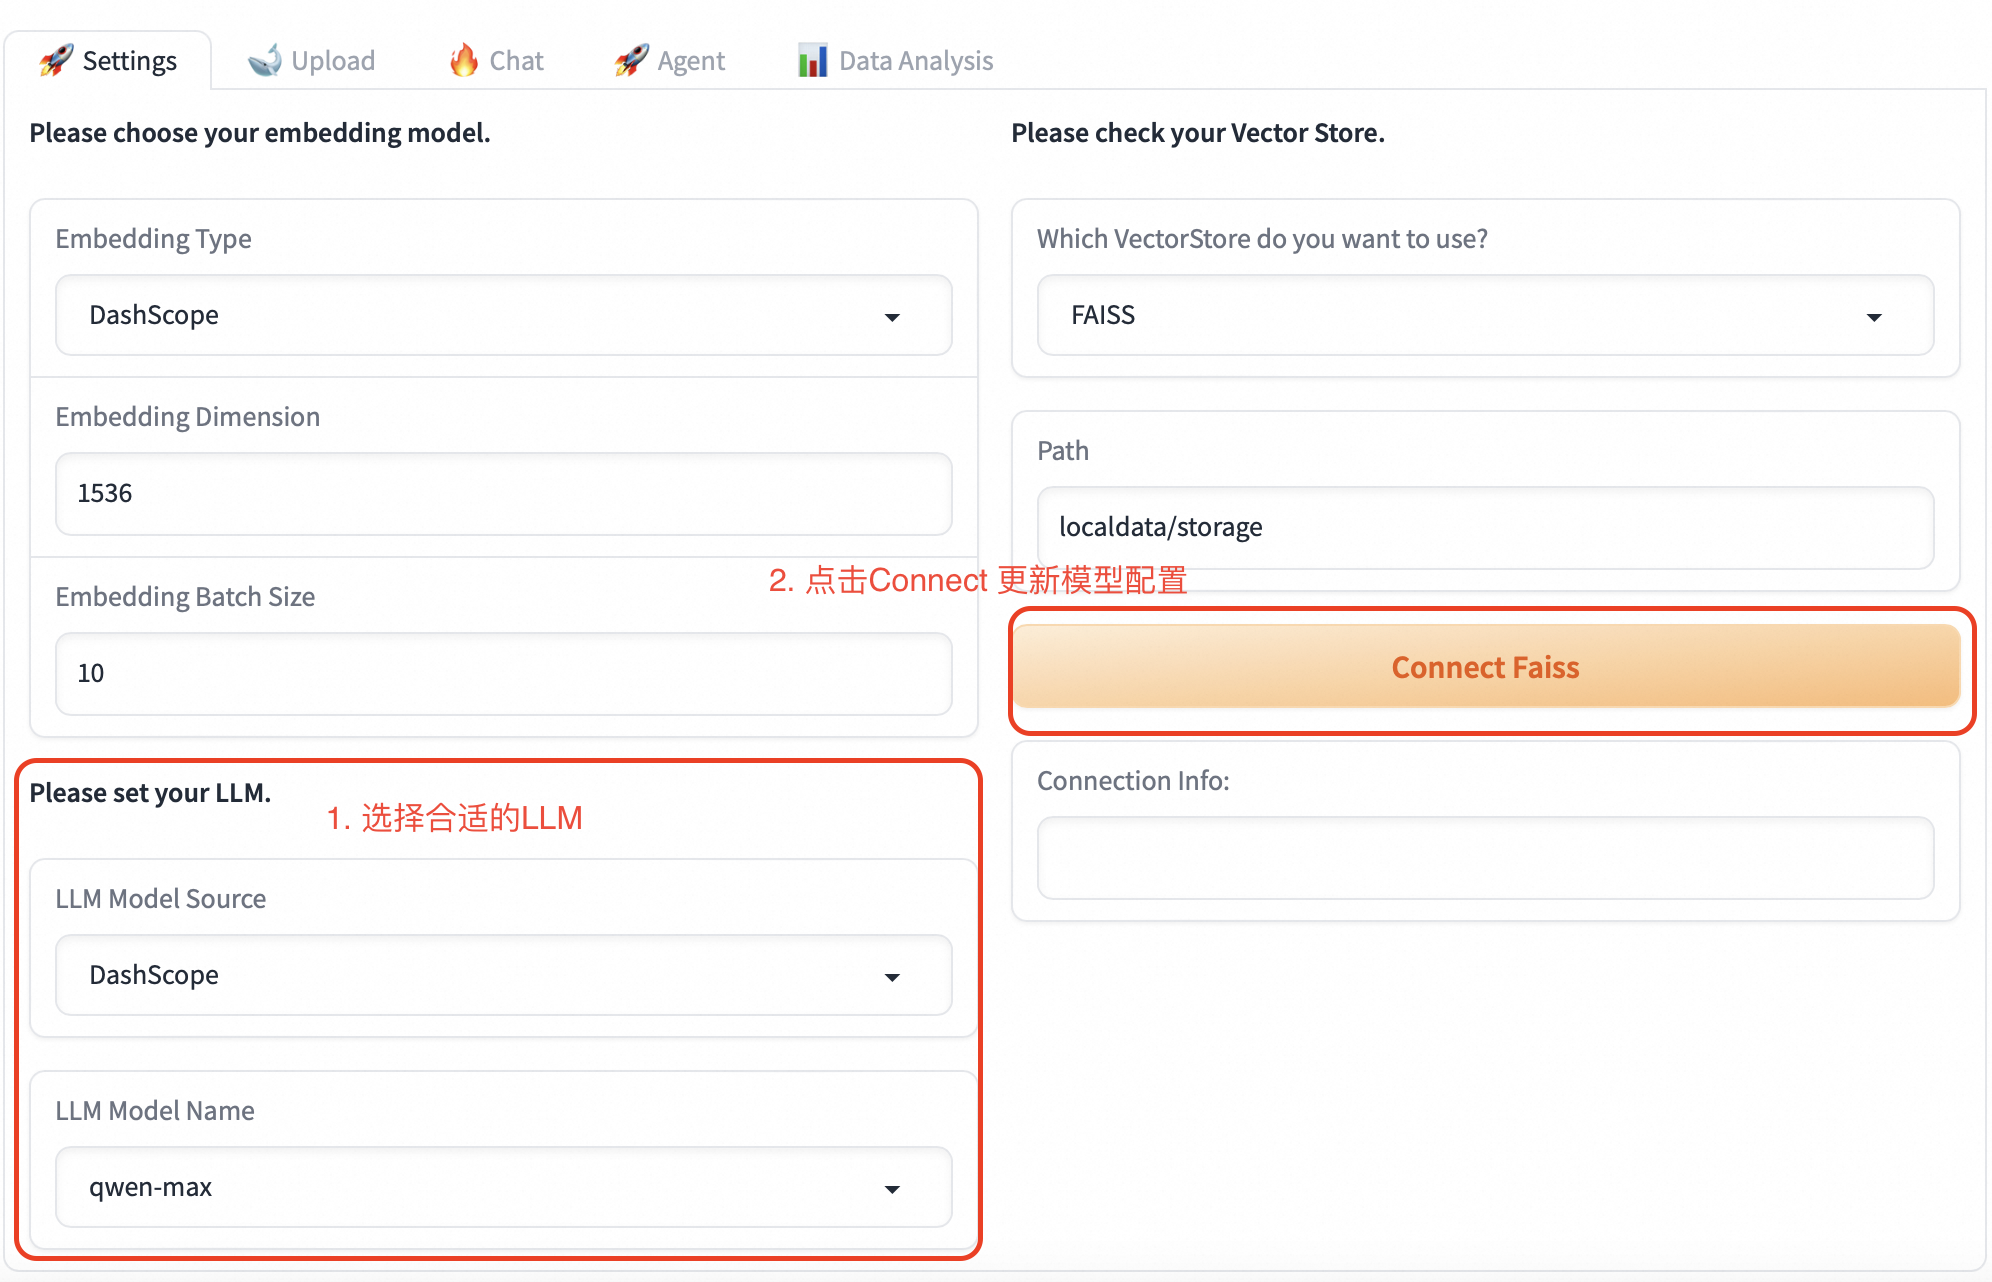 Settings
Upload
Chat
Agent
Data Analysis
Please choose your embedding model.
Embedding Type
DashScope
Embedding Dimension
1536
Embedding Batch Size
10
Please set your LLM.
1. 选择合适的LLM
LLM Model Source
DashScope
LLM Model Name
qwen-max
Please check your Vector Store.
Which VectorStore do you want to use?
FAISS
Path
localdata/storage
2. 点击Connect 更新模型配置
Connect Faiss
Connection Info: